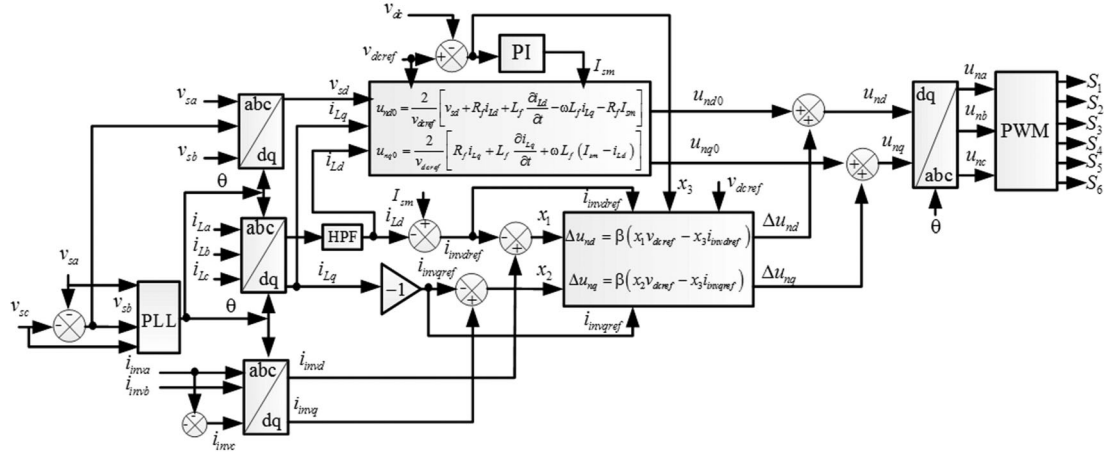 v_dc
v_dcref
PI
I_sm
v_sa
v_sb
abc
dq
v_sd
i_Lq
i_Ld
u_nd0 = 2/v_dcref [v_sd + R_f i_Ld + L_f ∂i_Ld/∂t − ωL_f i_Lq − R_f I_sm]
u_nq0 = 2/v_dcref [R_f i_Lq + L_f ∂i_Lq/∂t + ωL_f (I_sm − i_Ld)]
u_nd0
u_nq0
u_nd
u_nq
dq
abc
θ
u_na
u_nb
u_nc
PWM
S_1
S_2
S_3
S_4
S_5
S_6
θ
i_La
i_Lb
i_Lc
abc
dq
HPF
i_Ld
I_sm
i_invdref
i_invdref
x_3
v_dcref
x_1
x_2
Δu_nd = β(x_1 v_dcref − x_3 i_invdref)
Δu_nq = β(x_2 v_dcref − x_3 i_invqref)
Δu_nd
Δu_nq
i_Lq
−1
i_invqref
i_invqref
v_sa
v_sc
v_sb
PLL
θ
i_inva
i_invb
i_invc
abc
dq
i_invd
i_invq